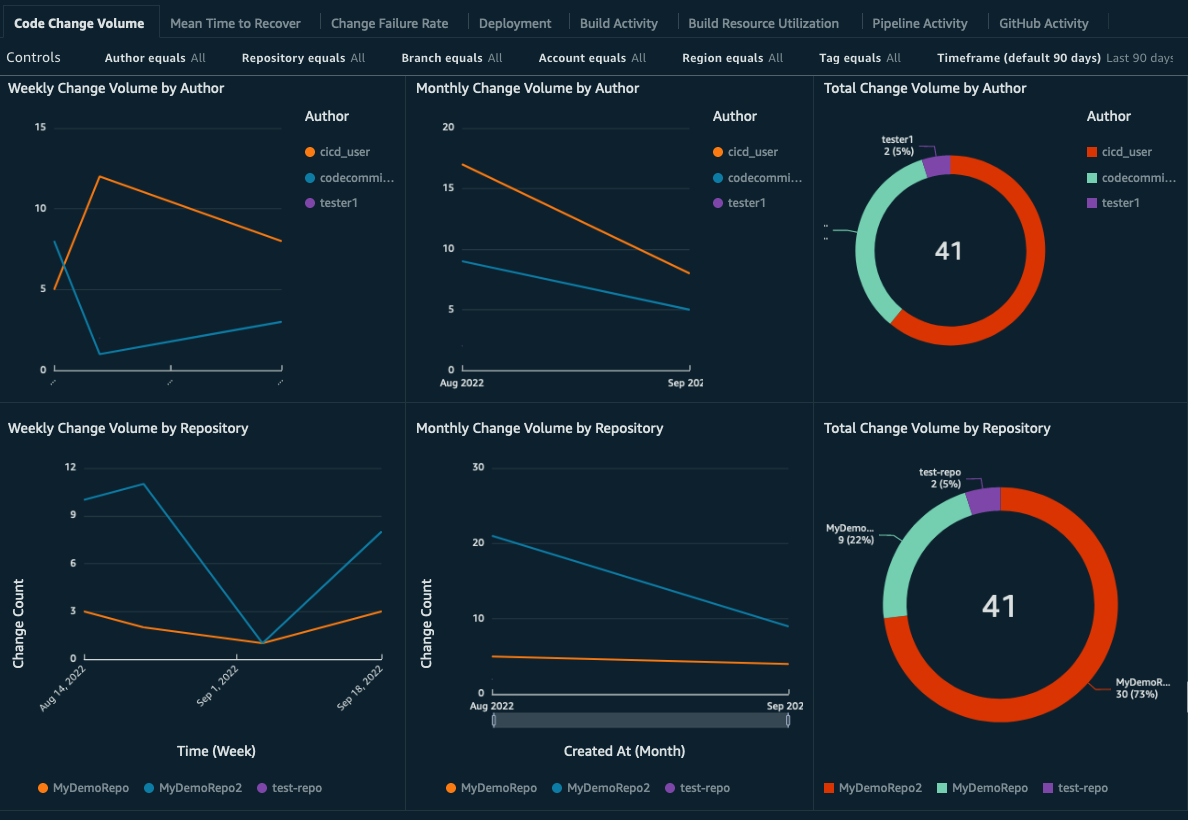 Code Change Volume
Mean Time to Recover
Change Failure Rate
Deployment
Build Activity
Build Resource Utilization
Pipeline Activity
GitHub Activity
Controls
Author equals All
Repository equals All
Branch equals All
Account equals All
Region equals All
Tag equals All
Timeframe (default 90 days) Last 90 days
Weekly Change Volume by Author
15
10
5
0
...
...
...
Author
cicd_user
codecommi...
tester1
Monthly Change Volume by Author
20
15
10
5
0
Aug 2022
Sep 202
Author
cicd_user
codecommi...
tester1
Total Change Volume by Author
tester1
2 (5%)
41
Author
cicd_user
codecommi...
tester1
Weekly Change Volume by Repository
Change Count
12
9
6
3
0
Aug 14, 2022
Sep 1, 2022
Sep 18, 2022
Time (Week)
MyDemoRepo
MyDemoRepo2
test-repo
Monthly Change Volume by Repository
Change Count
30
20
10
0
Aug 2022
Sep 202
Created At (Month)
MyDemoRepo
MyDemoRepo2
test-repo
Total Change Volume by Repository
test-repo
2 (5%)
MyDemo...
9 (22%)
41
MyDemoR...
30 (73%)
MyDemoRepo2
MyDemoRepo
test-repo